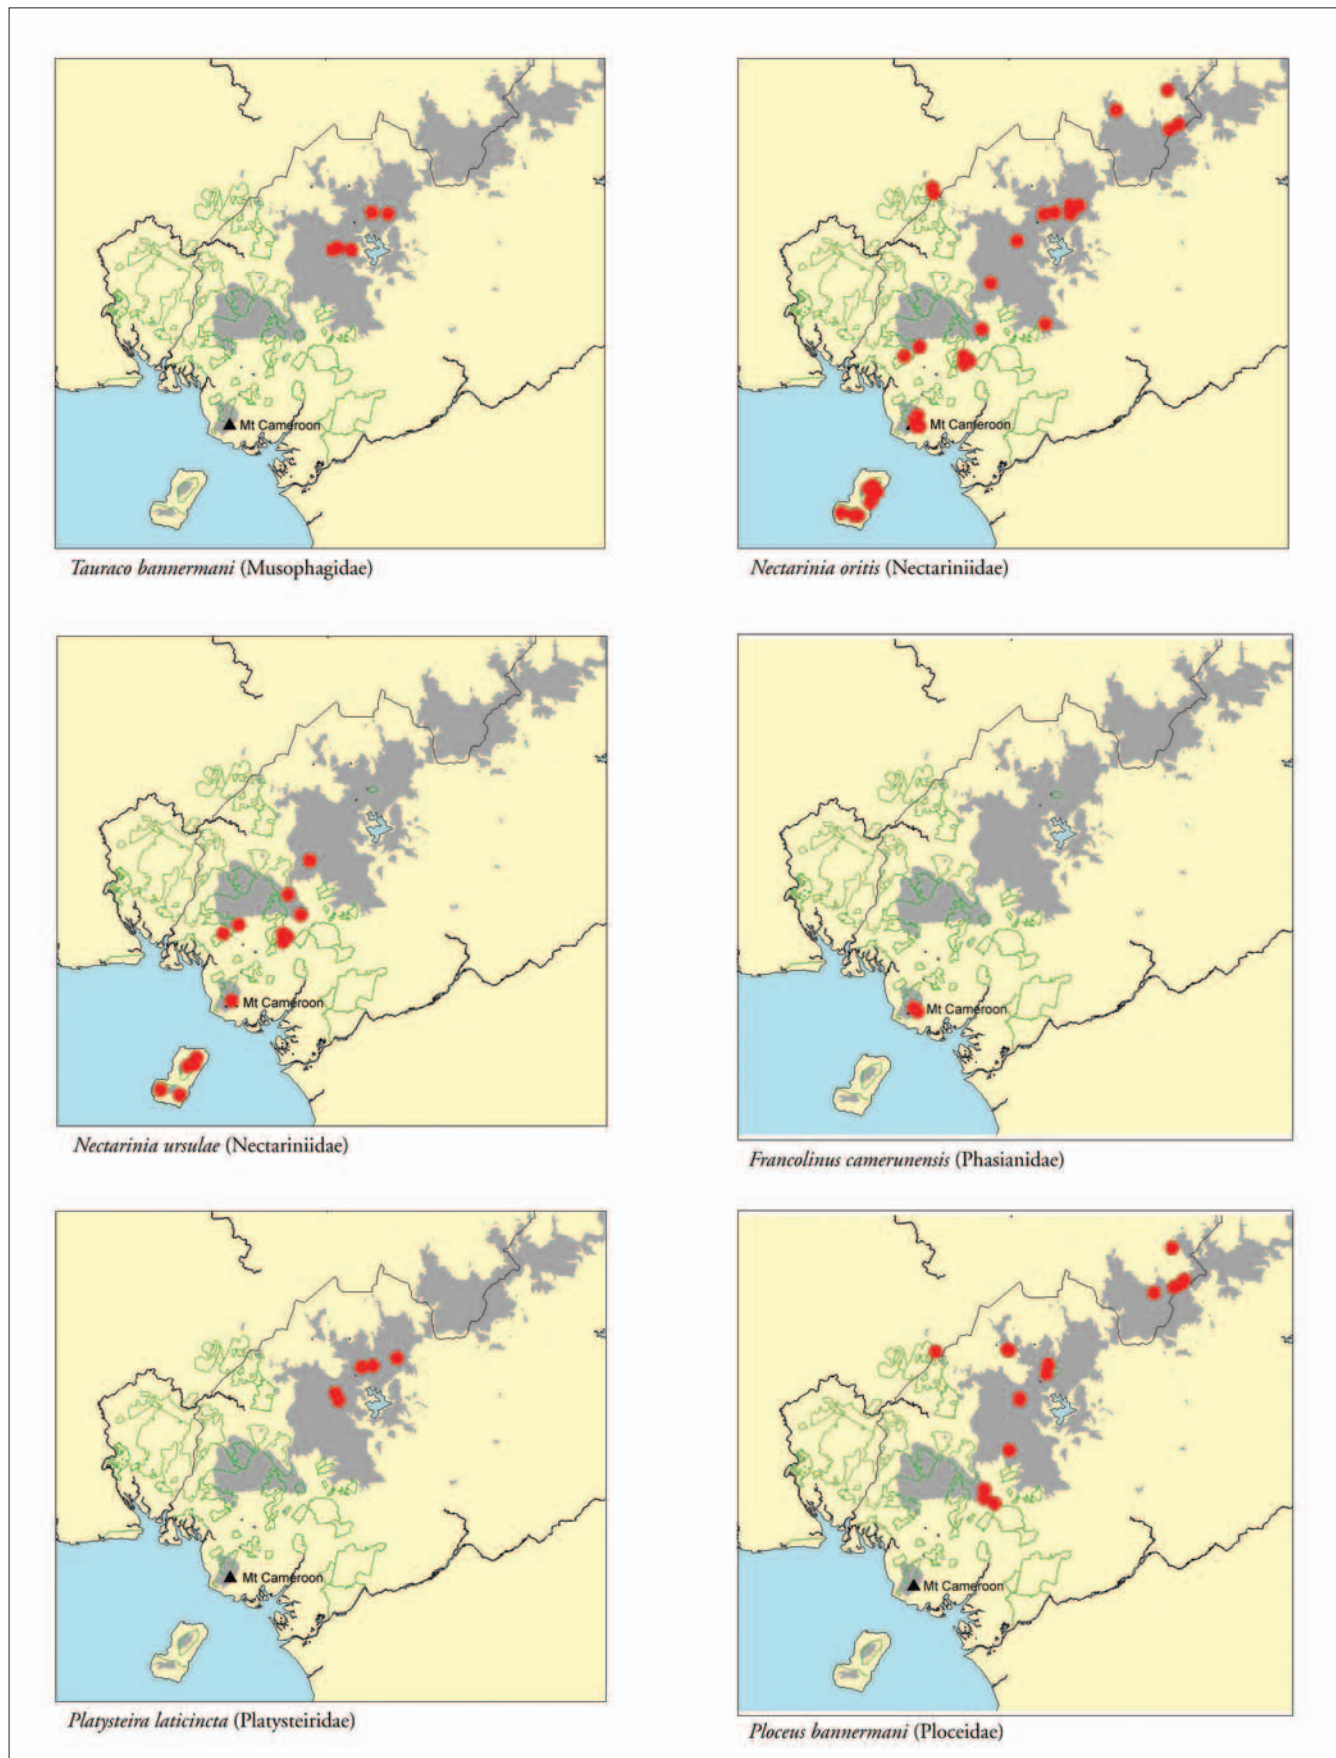 Mt Cameroon
Tauraco bannermani (Musophagidae)
Mt Cameroon
Nectarinia oritis (Nectariniidae)
Mt Cameroon
Nectarinia ursulae (Nectariniidae)
Mt Cameroon
Francolinus camerunensis (Phasianidae)
Mt Cameroon
Platysteira laticincta (Platysteiridae)
Mt Cameroon
Ploceus bannermani (Ploceidae)